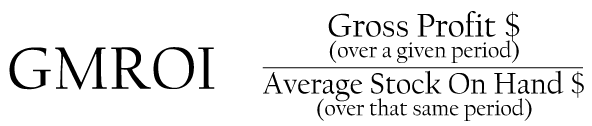 GMROI
Gross Profit $
(over a given period)
Average Stock On Hand $
(over that same period)